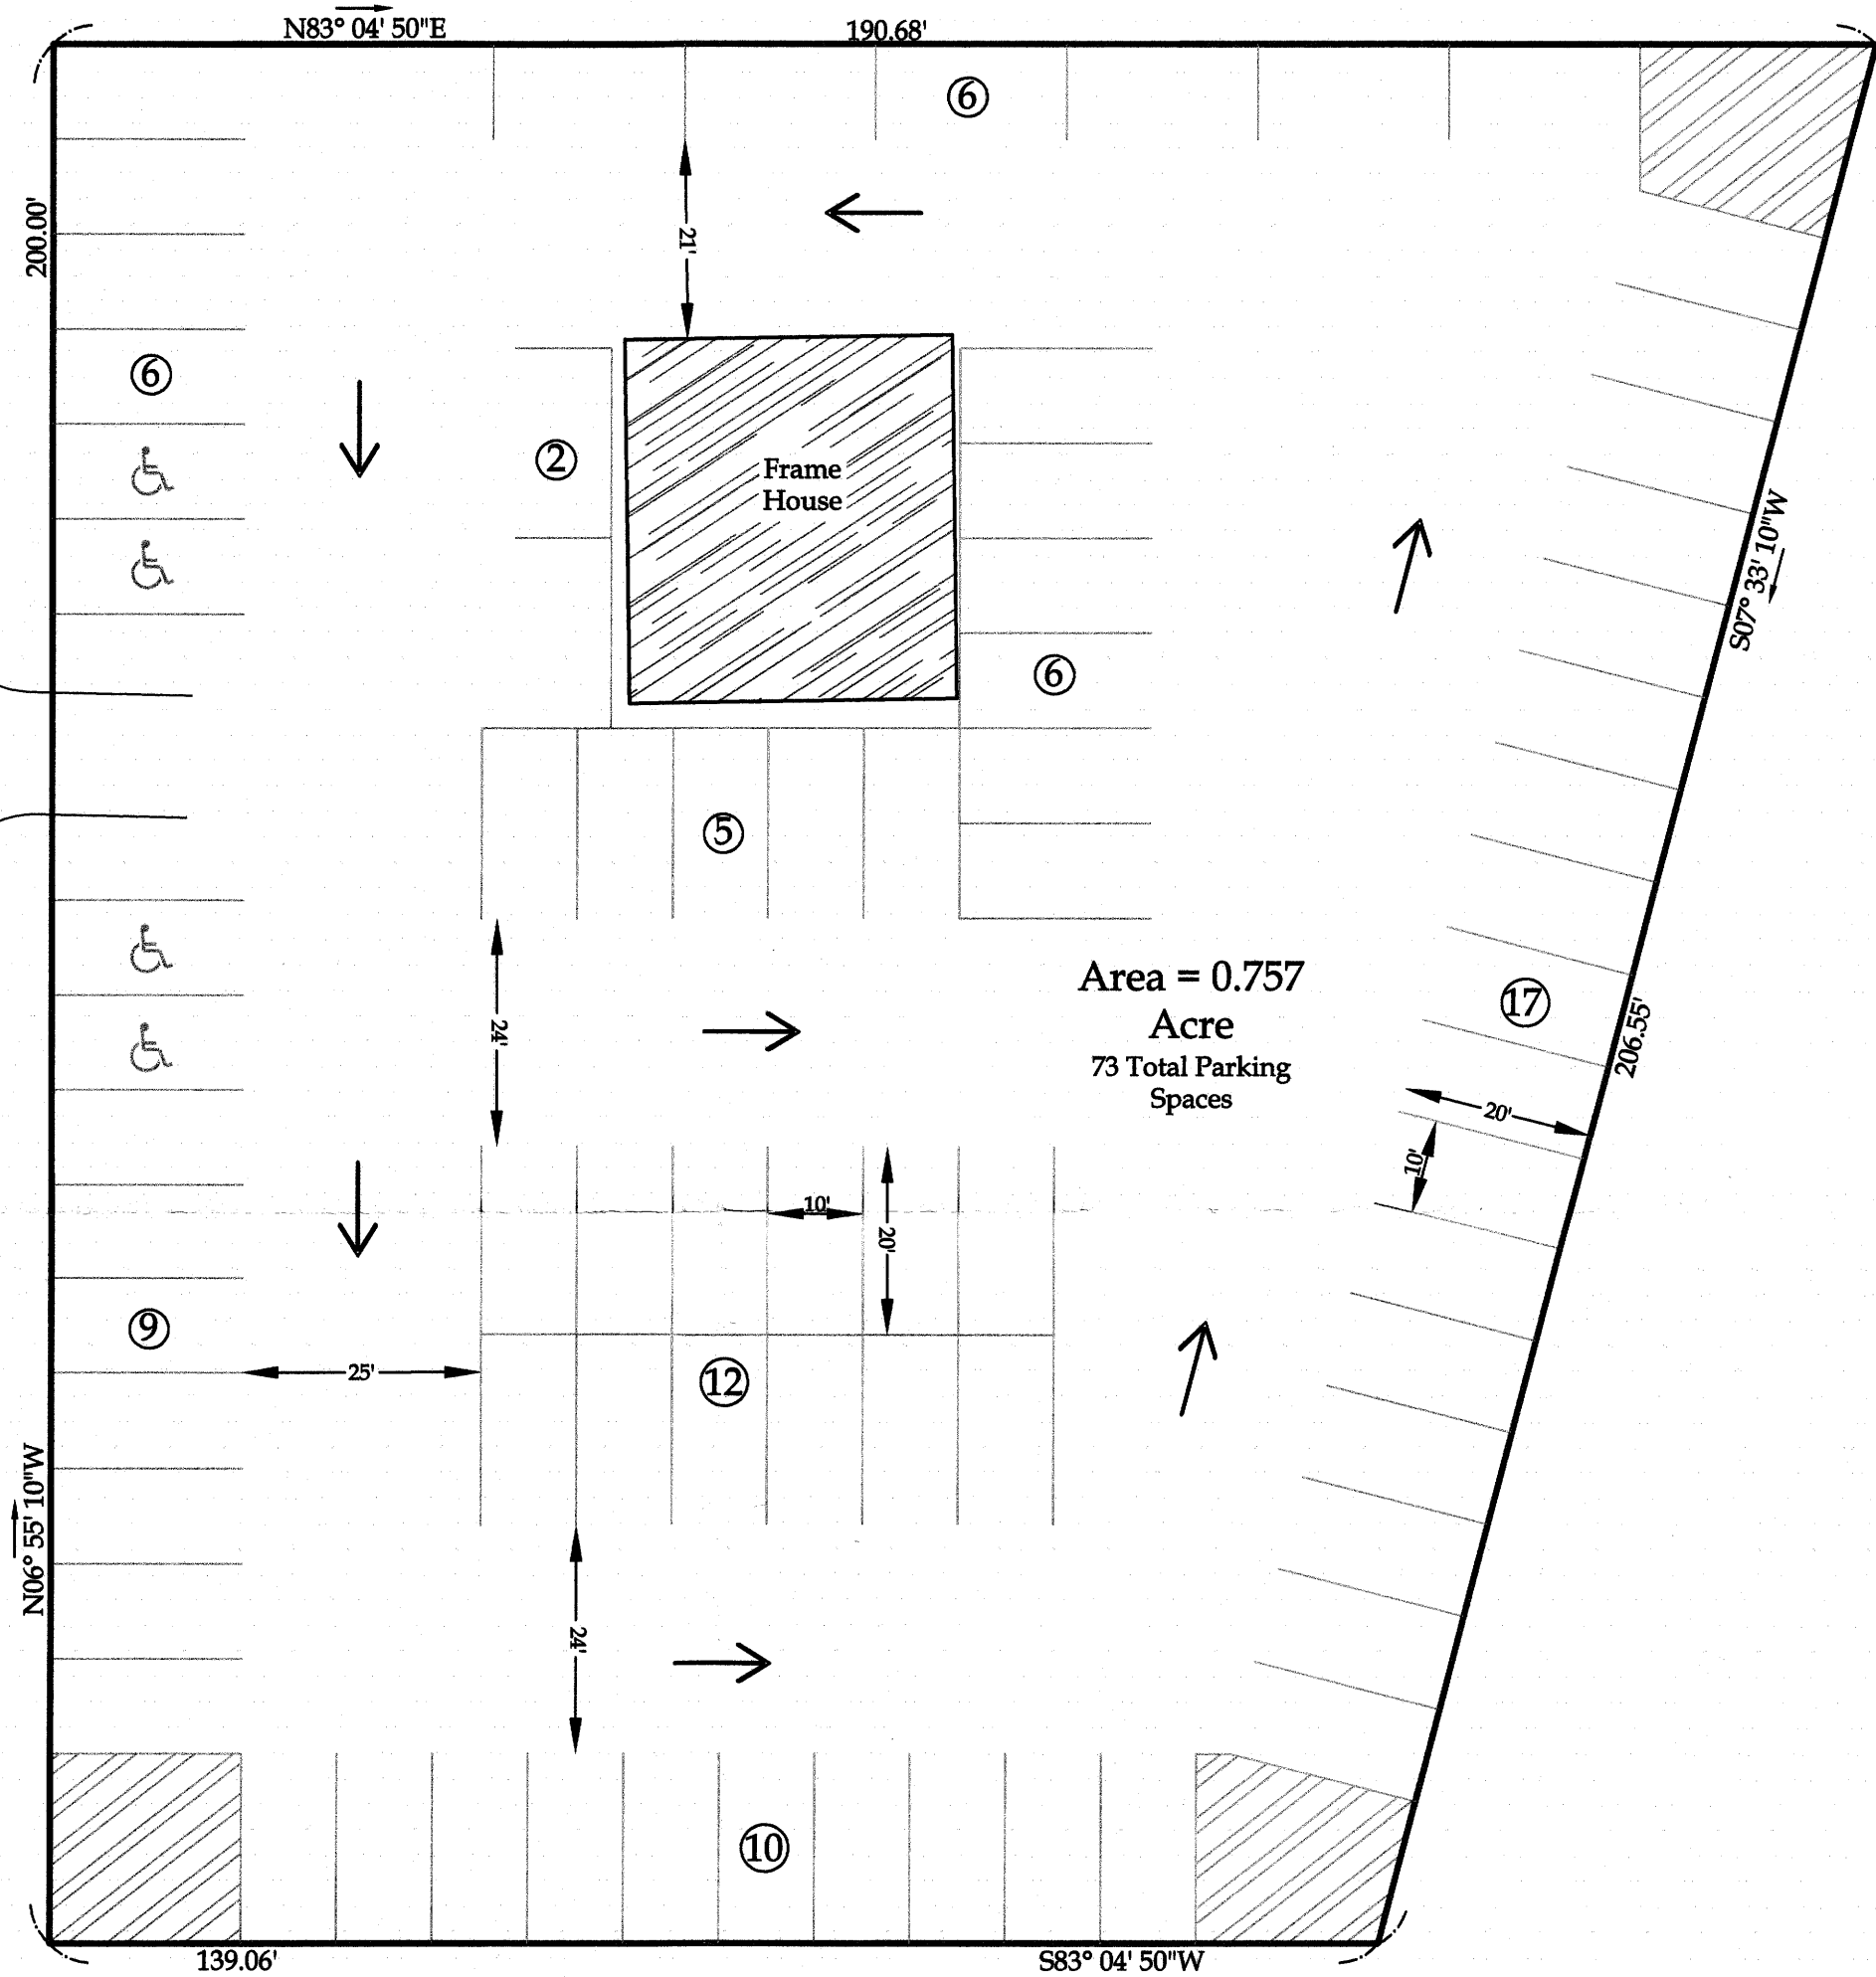 N83° 04' 50"E
190.68'
6
200.00'
21'
6
2
Frame
House
S07° 33' 10"W
6
5
Area = 0.757
Acre
73 Total Parking
Spaces
17
206.55'
24'
20'
10'
10'
20'
9
25'
12
N06° 55' 10"W
24'
10
139.06'
S83° 04' 50"W